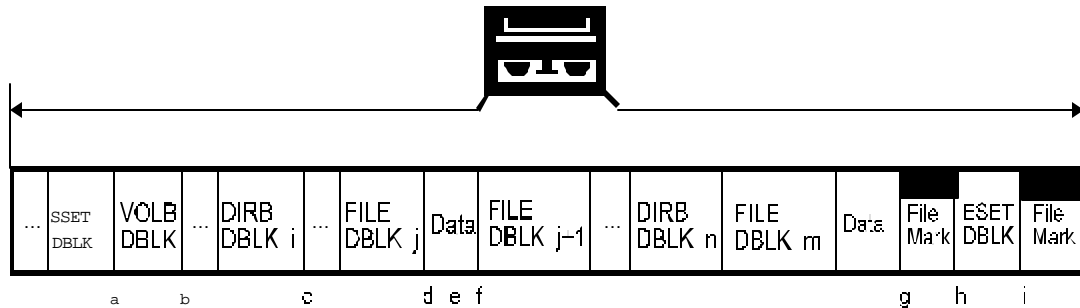 ... SSET DBLK VOLB DBLK ... DIRB DBLK i ... FILE DBLK j Data FILE DBLK j-1 ... DIRB DBLK n FILE DBLK m Data File Mark ESET DBLK File Mark
a b c d e f g h i